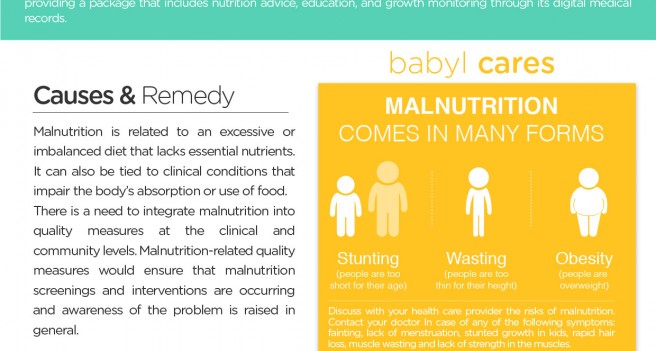 providing a package that includes nutrition advice, education, and growth monitoring through its digital medical
records.
babyl cares
Causes & Remedy
Malnutrition is related to an excessive or
imbalanced diet that lacks essential nutrients.
It can also be tied to clinical conditions that
impair the body's absorption or use of food.
There is a need to integrate malnutrition into
quality measures at the clinical and
community levels. Malnutrition-related quality
measures would ensure that malnutrition
screenings and interventions are occurring
and awareness of the problem is raised in
general.
MALNUTRITION
COMES IN MANY FORMS
Stunting
(people are too
short for their age)
Wasting
(people are too
thin for their height)
Obesity
(people are
overweight)
Discuss with your health care provider the risks of malnutrition.
Contact your doctor in case of any of the following symptoms:
fainting, lack of menstruation, stunted growth in kids, rapid hair
loss, muscle wasting and lack of strength in the muscles.